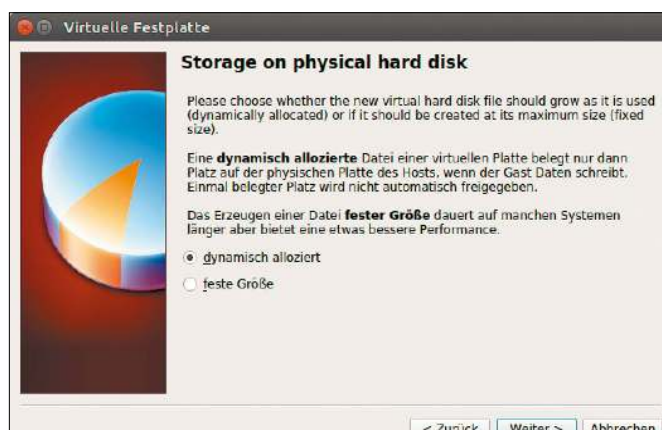 Virtuelle Festplatte
Storage on physical hard disk
Please choose whether the new virtual hard disk file should grow as it is used
(dynamically allocated) or if it should be created at its maximum size (fixed
size).
Eine dynamisch allozierte Datei einer virtuellen Platte belegt nur dann
Platz auf der physischen Platte des Hosts, wenn der Gast Daten schreibt.
Einmal belegter Platz wird nicht automatisch freigegeben.
Das Erzeugen einer Datei fester Größe dauert auf manchen Systemen
länger aber bietet eine etwas bessere Performance.
dynamisch alloziert
feste Größe
< Zurück Weiter > Abbrechen